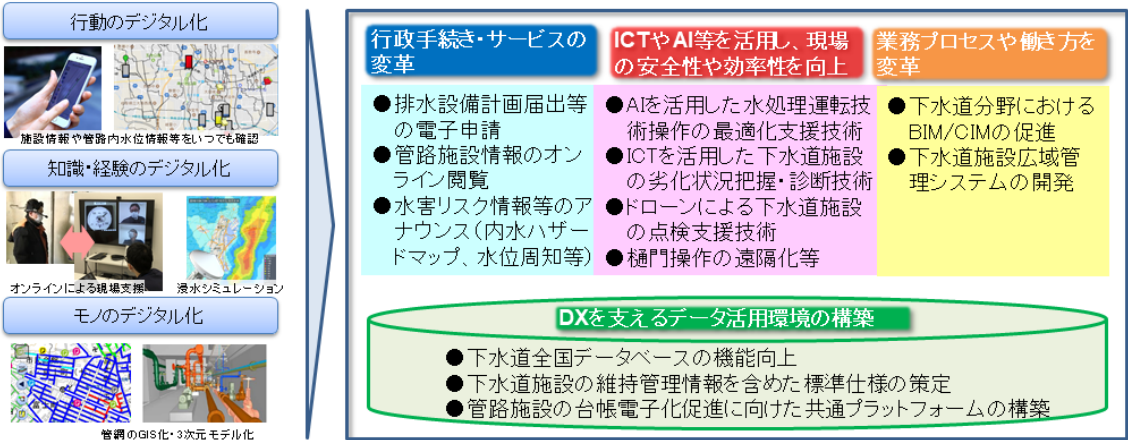 行動のデジタル化
施設情報や管路内水位情報等をいつでも確認
知識・経験のデジタル化
オンラインによる現場支援
浸水シミュレーション
モノのデジタル化
管網のGIS化・3次元モデル化
行政手続き・サービスの
変革
●排水設備計画届出等
の電子申請
●管路施設情報のオン
ライン閲覧
●水害リスク情報等のア
ナウンス（内水ハザー
ドマップ、水位周知等）
ICTやAI等を活用し、現場
の安全性や効率性を向上
●AIを活用した水処理運転技
術操作の最適化支援技術
●ICTを活用した下水道施設
の劣化状況把握・診断技術
●ドローンによる下水道施設
の点検支援技術
●樋門操作の遠隔化等
業務プロセスや働き方を
変革
●下水道分野における
BIM/CIMの促進
●下水道施設広域管
理システムの開発
DXを支えるデータ活用環境の構築
●下水道全国データベースの機能向上
●下水道施設の維持管理情報を含めた標準仕様の策定
●管路施設の台帳電子化促進に向けた共通プラットフォームの構築